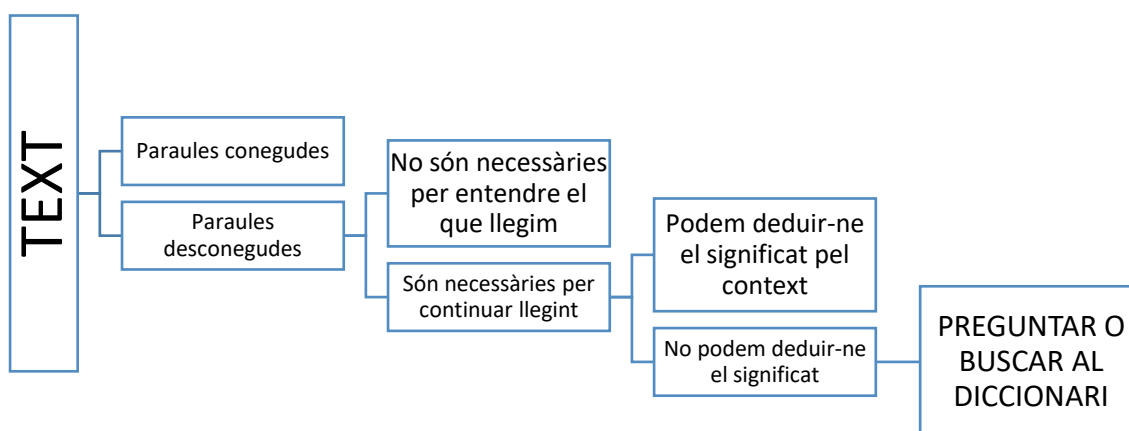 TEXT
Paraules conegudes
Paraules
desconegudes
No són necessàries
per entendre el
que llegim
Són necessàries per
continuar llegint
Podem deduir-ne
el significat pel
context
No podem deduir-ne
el significat
PREGUNTAR O
BUSCAR AL
DICCIONARI